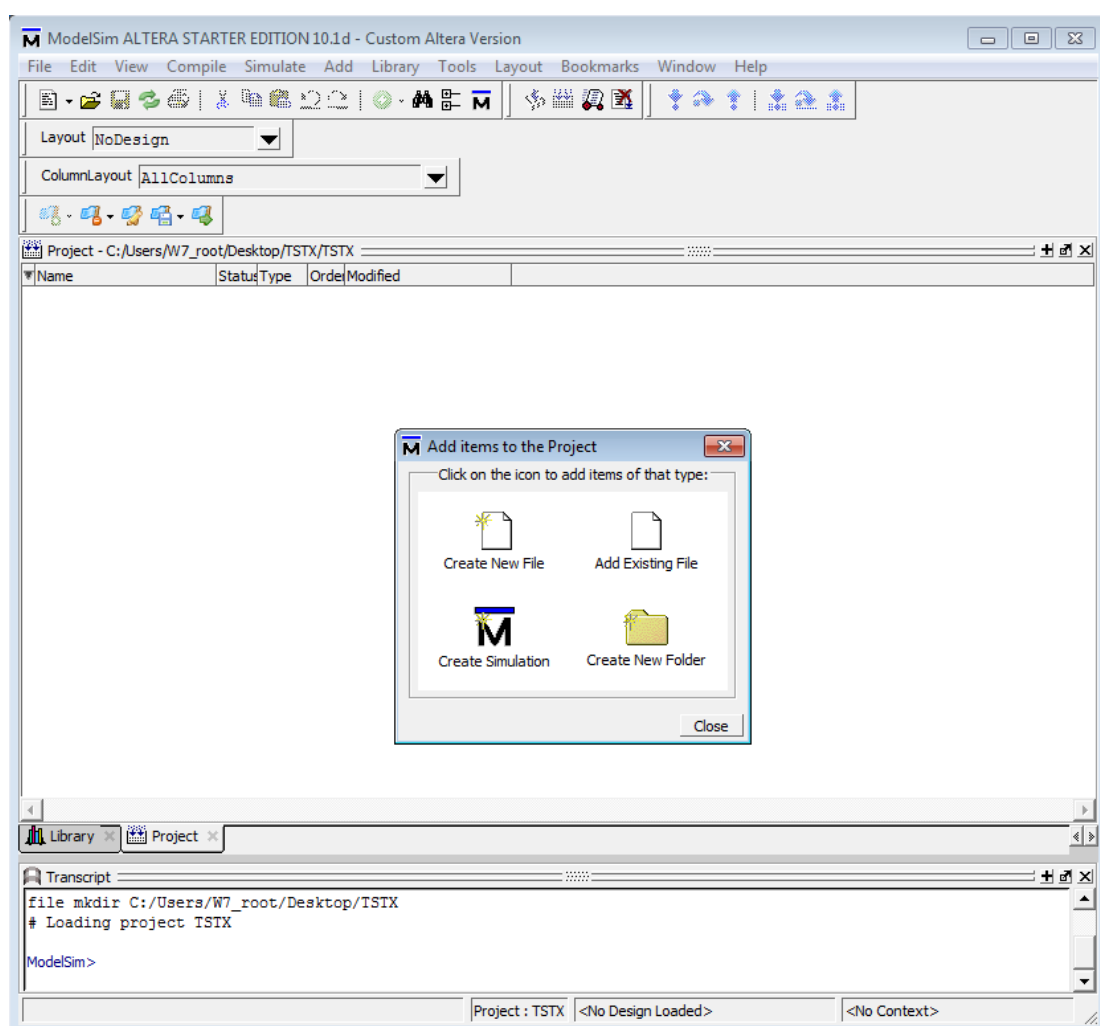 ModelSim ALTERA STARTER EDITION 10.1d - Custom Altera Version
File Edit View Compile Simulate Add Library Tools Layout Bookmarks Window Help
Layout NoDesign
ColumnLayout AllColumns
Project - C:/Users/W7_root/Desktop/TSTX/TSTX
Name Status Type Order Modified
Add items to the Project
Click on the icon to add items of that type:
Create New File Add Existing File
Create Simulation Create New Folder
Close
Library Project
Transcript
file mkdir C:/Users/W7_root/Desktop/TSTX
# Loading project TSTX
ModelSim>
Project : TSTX <No Design Loaded> <No Context>